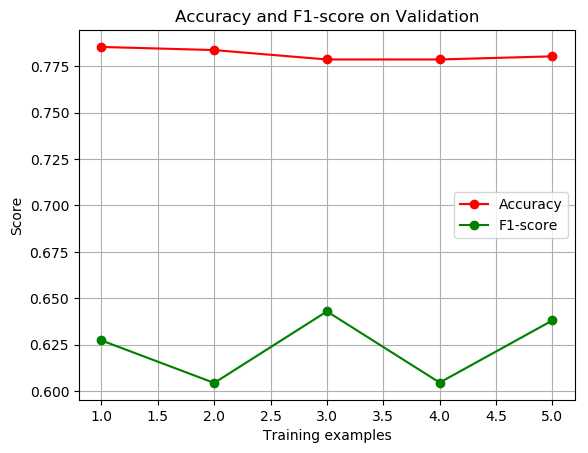 Accuracy and F1-score on Validation
0.775
0.750
0.725
0.700
0.675
0.650
0.625
0.600
Score
Accuracy
F1-score
1.0 1.5 2.0 2.5 3.0 3.5 4.0 4.5 5.0
Training examples